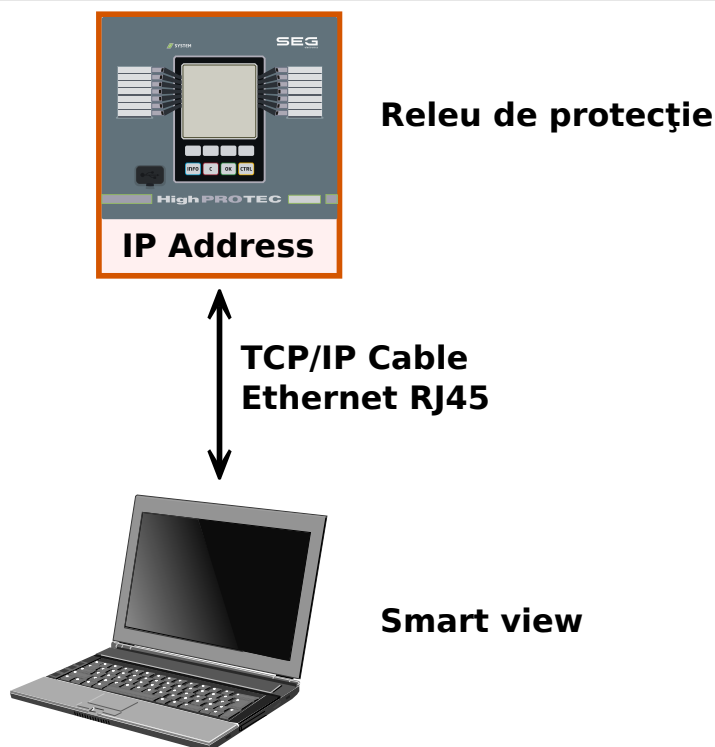 SYSTEM
SEG
Releu de protecţie
INFO C OK CTRL
HighPROTEC
IP Address
TCP/IP Cable
Ethernet RJ45
Smart view